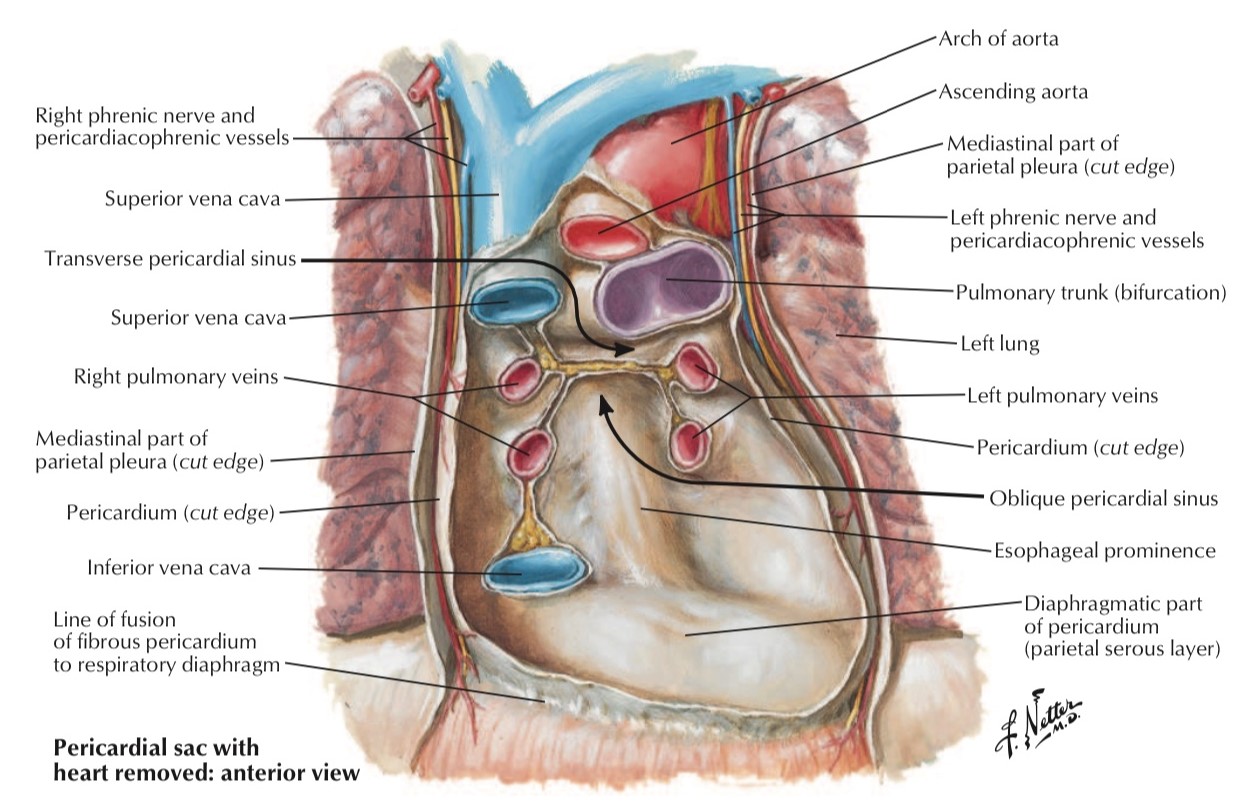 Right phrenic nerve and
pericardiacophrenic vessels
Superior vena cava
Transverse pericardial sinus
Superior vena cava
Right pulmonary veins
Mediastinal part of
parietal pleura (cut edge)
Pericardium (cut edge)
Inferior vena cava
Line of fusion
of fibrous pericardium
to respiratory diaphragm
Pericardial sac with
heart removed: anterior view
Arch of aorta
Ascending aorta
Mediastinal part of
parietal pleura (cut edge)
Left phrenic nerve and
pericardiacophrenic vessels
Pulmonary trunk (bifurcation)
Left lung
Left pulmonary veins
Pericardium (cut edge)
Oblique pericardial sinus
Esophageal prominence
Diaphragmatic part
of pericardium
(parietal serous layer)
F. Netter
M.D.